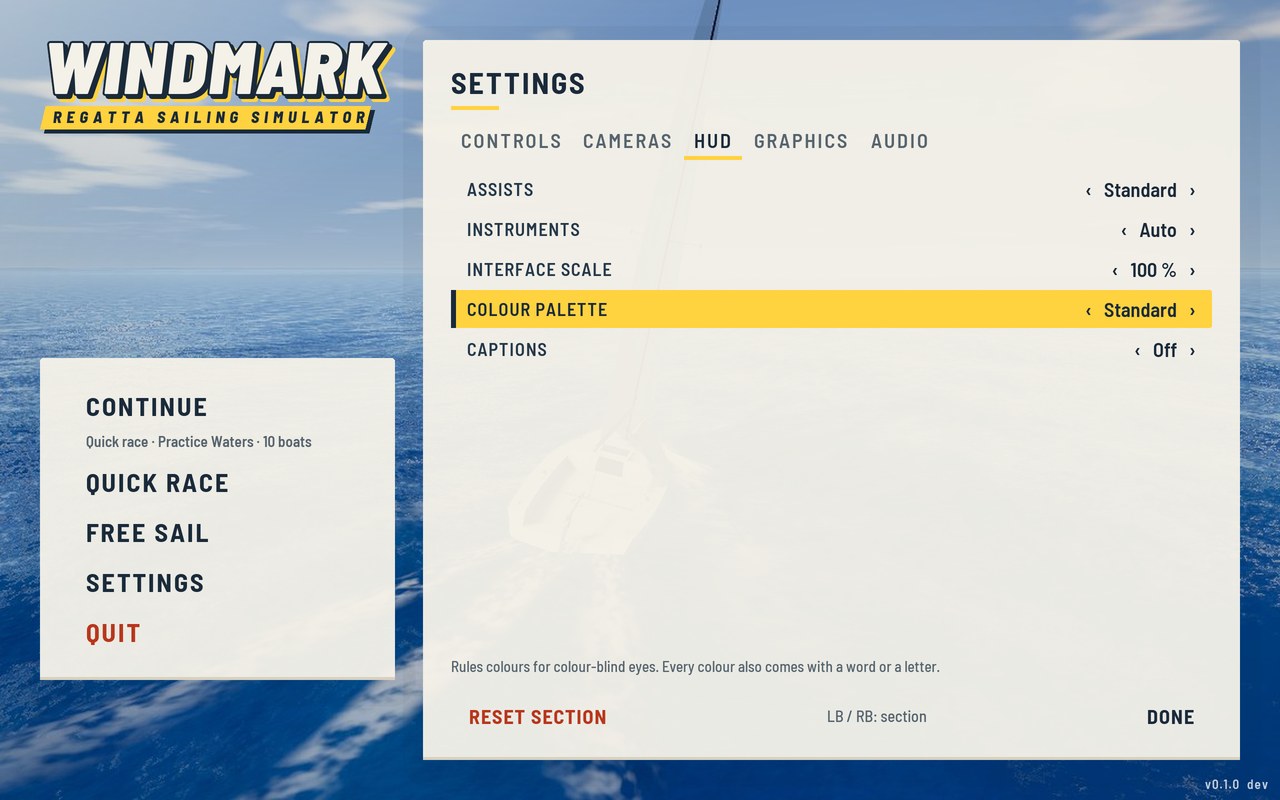 WINDMARK
REGATTA SAILING SIMULATOR
CONTINUE
Quick race · Practice Waters · 10 boats
QUICK RACE
FREE SAIL
SETTINGS
QUIT
SETTINGS
CONTROLS CAMERAS HUD GRAPHICS AUDIO
ASSISTS ‹ Standard ›
INSTRUMENTS ‹ Auto ›
INTERFACE SCALE ‹ 100 % ›
COLOUR PALETTE ‹ Standard ›
CAPTIONS ‹ Off ›
Rules colours for colour-blind eyes. Every colour also comes with a word or a letter.
RESET SECTION LB / RB: section DONE
v0.1.0 dev